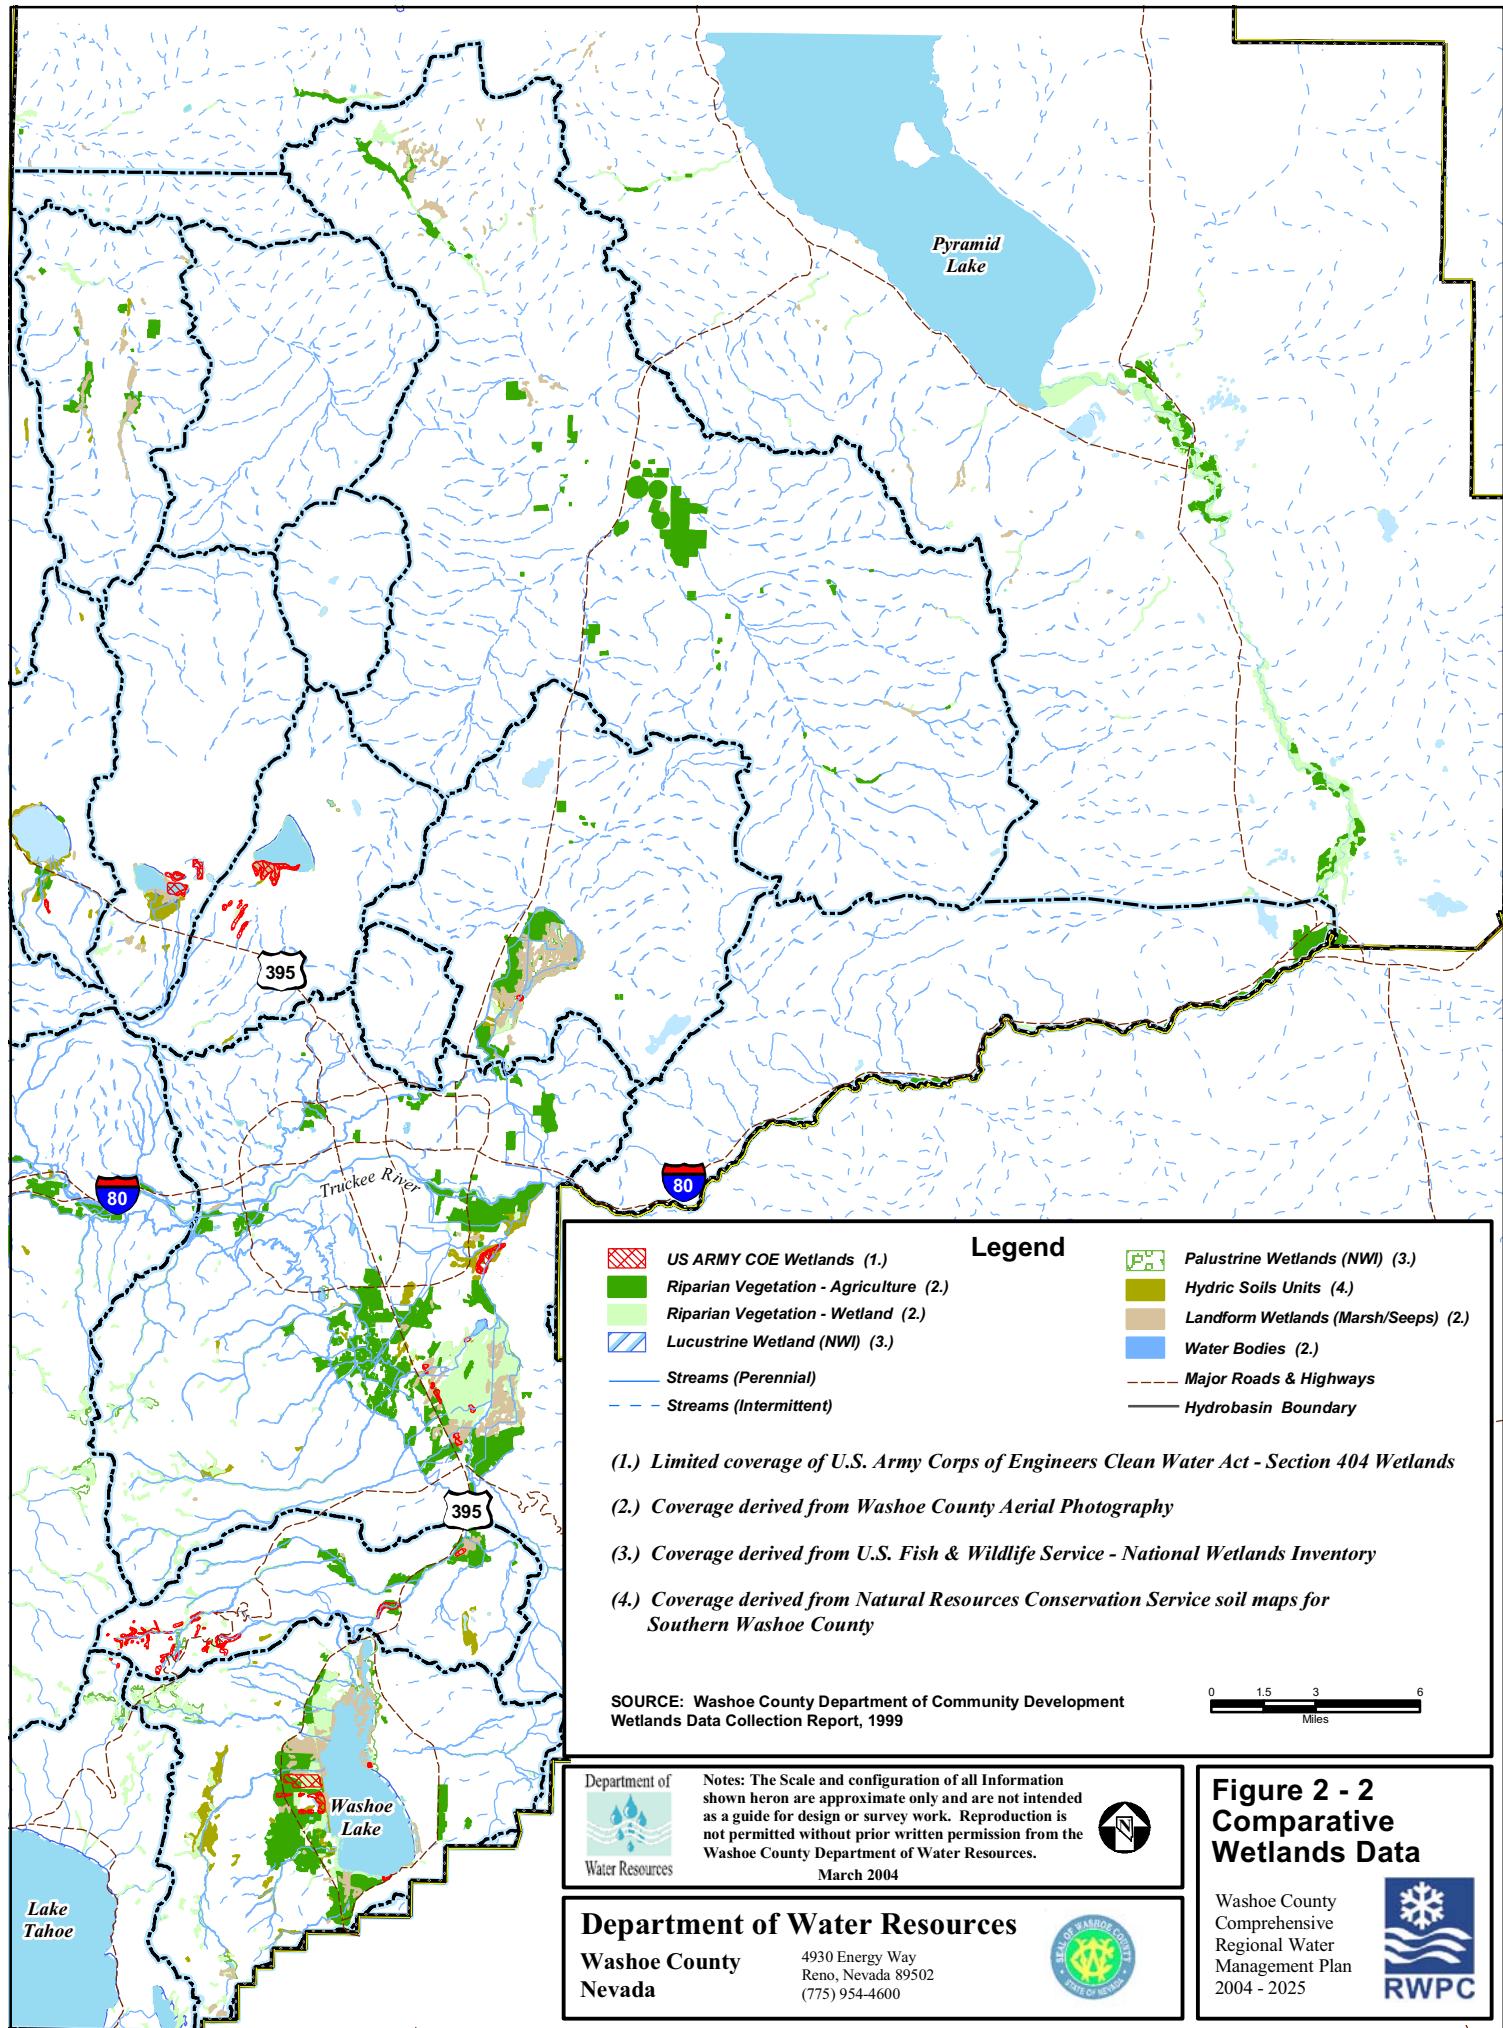 Pyramid
Lake
395
Truckee River
80
80
395
Washoe
Lake
Lake
Tahoe
Legend
US ARMY COE Wetlands (1.)
Riparian Vegetation - Agriculture (2.)
Riparian Vegetation - Wetland (2.)
Lucustrine Wetland (NWI) (3.)
Streams (Perennial)
Streams (Intermittent)
Palustrine Wetlands (NWI) (3.)
Hydric Soils Units (4.)
Landform Wetlands (Marsh/Seeps) (2.)
Water Bodies (2.)
Major Roads & Highways
Hydrobasin Boundary
(1.) Limited coverage of U.S. Army Corps of Engineers Clean Water Act - Section 404 Wetlands
(2.) Coverage derived from Washoe County Aerial Photography
(3.) Coverage derived from U.S. Fish & Wildlife Service - National Wetlands Inventory
(4.) Coverage derived from Natural Resources Conservation Service soil maps for
Southern Washoe County
SOURCE: Washoe County Department of Community Development
Wetlands Data Collection Report, 1999
0 1.5 3 6
Miles
Department of
Water Resources
Notes: The Scale and configuration of all Information
shown heron are approximate only and are not intended
as a guide for design or survey work. Reproduction is
not permitted without prior written permission from the
Washoe County Department of Water Resources.
March 2004
N
Department of Water Resources
Washoe County
Nevada
4930 Energy Way
Reno, Nevada 89502
(775) 954-4600
SEAL OF WASHOE COUNTY
STATE OF NEVADA
Figure 2 - 2
Comparative
Wetlands Data
Washoe County
Comprehensive
Regional Water
Management Plan
2004 - 2025
RWPC